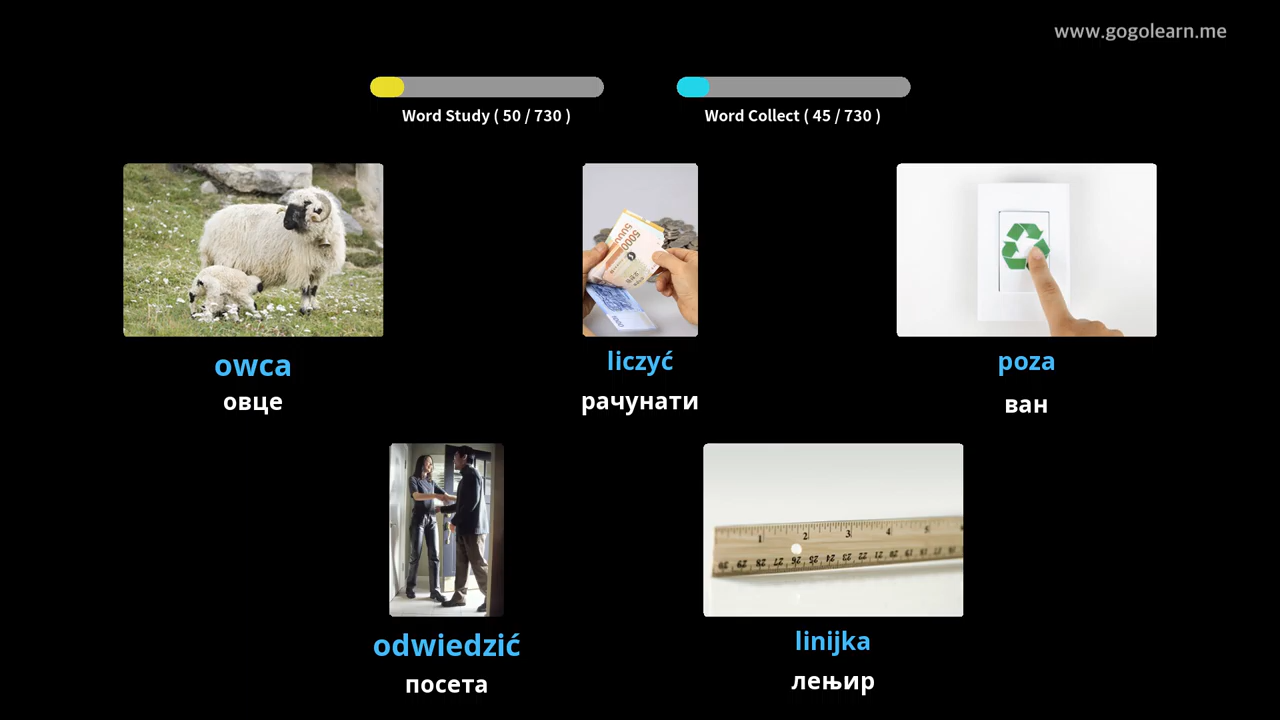 www.gogolearn.me
Word Study ( 50 / 730 )
Word Collect ( 45 / 730 )
owca
овце
liczyć
рачунати
poza
ван
odwiedzić
посета
linijka
лењир